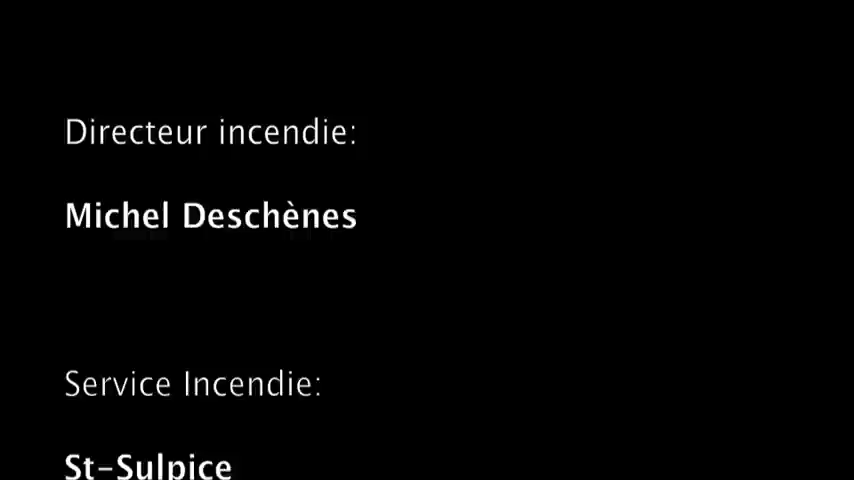 Directeur incendie:
Michel Deschènes
Service Incendie:
St-Sulpice